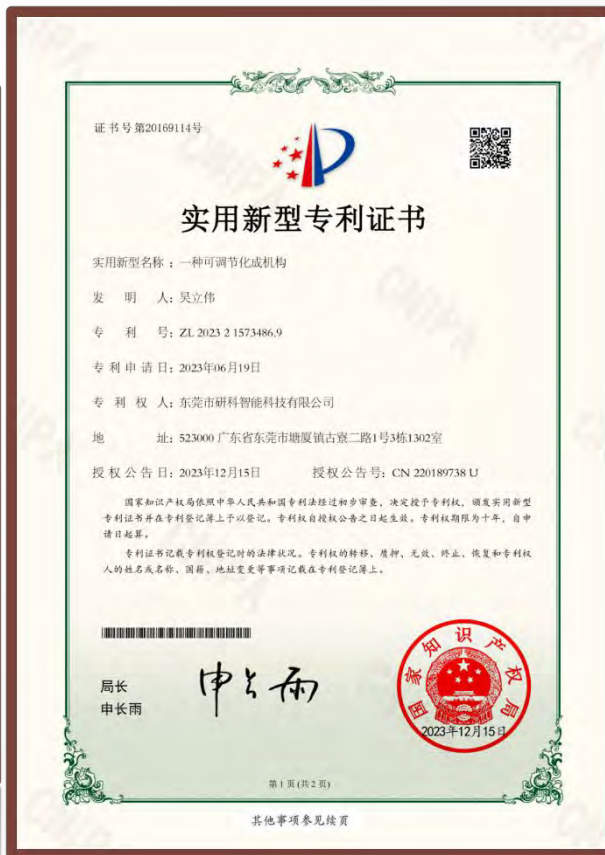 证书号第20169114号
实用新型专利证书
实用新型名称：一种可调节化成机构
发明人：吴立伟
专利号：ZL 2023 2 1573486.9
专利申请日：2023年06月19日
专利权人：东莞市研科智能科技有限公司
地址：523000 广东省东莞市塘厦镇古寮二路1号3栋1302室
授权公告日：2023年12月15日 授权公告号：CN 220189738 U
国家知识产权局依照中华人民共和国专利法经过初步审查，决定授予专利权，颁发实用新型
专利证书并在专利登记簿上予以登记。专利权自授权公告之日起生效。专利权期限为十年，自申
请日起算。
专利证书记载专利权登记时的法律状况。专利权的转移、质押、无效、终止、恢复和专利权
人的姓名或名称、国籍、地址变更等事项记载在专利登记簿上。
局长
申长雨
申长雨
国家知识产权局
2023年12月15日
第1页(共2页)
其他事项参见续页